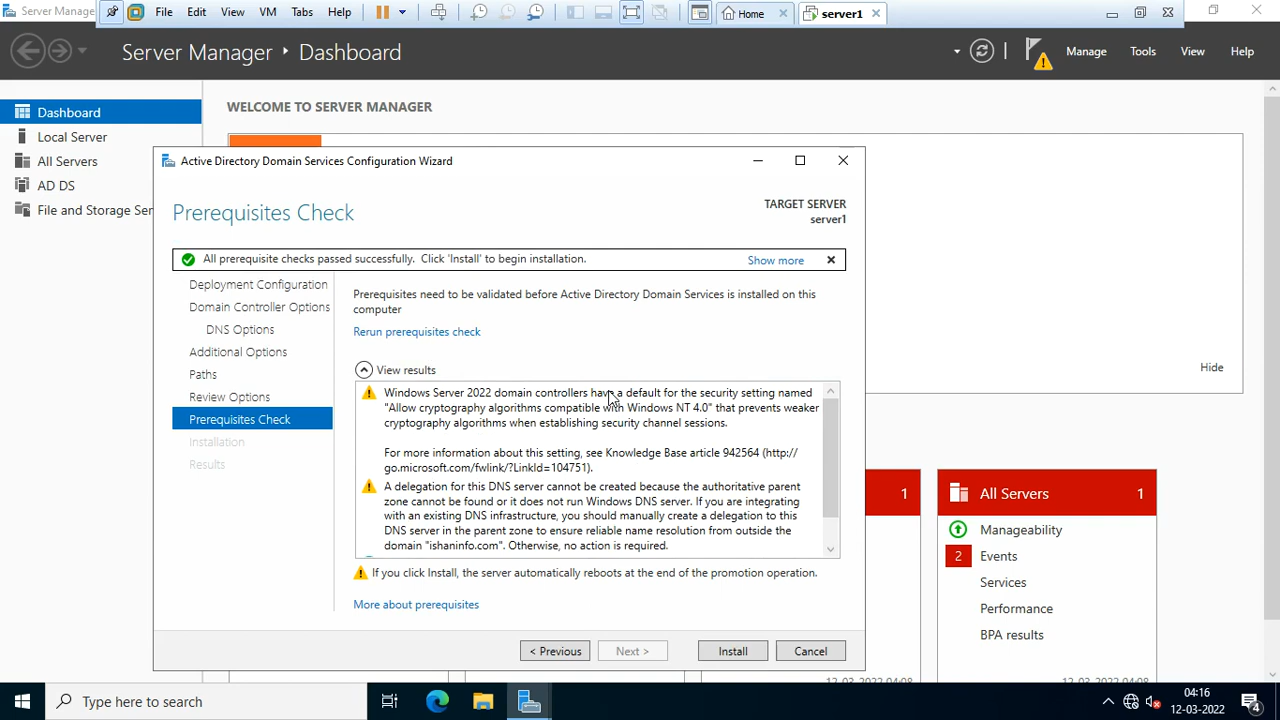 Server Manager
File Edit View VM Tabs Help
Home
server1
Server Manager • Dashboard
Manage Tools View Help
Dashboard
Local Server
All Servers
AD DS
File and Storage Ser
WELCOME TO SERVER MANAGER
Active Directory Domain Services Configuration Wizard
Prerequisites Check
TARGET SERVER
server1
All prerequisite checks passed successfully. Click 'Install' to begin installation.
Show more
Deployment Configuration
Domain Controller Options
DNS Options
Additional Options
Paths
Review Options
Prerequisites Check
Installation
Results
Prerequisites need to be validated before Active Directory Domain Services is installed on this
computer
Rerun prerequisites check
View results
Windows Server 2022 domain controllers have a default for the security setting named
"Allow cryptography algorithms compatible with Windows NT 4.0" that prevents weaker
cryptography algorithms when establishing security channel sessions.
For more information about this setting, see Knowledge Base article 942564 (http://
go.microsoft.com/fwlink/?LinkId=104751).
A delegation for this DNS server cannot be created because the authoritative parent
zone cannot be found or it does not run Windows DNS server. If you are integrating
with an existing DNS infrastructure, you should manually create a delegation to this
DNS server in the parent zone to ensure reliable name resolution from outside the
domain "ishaninfo.com". Otherwise, no action is required.
If you click Install, the server automatically reboots at the end of the promotion operation.
More about prerequisites
< Previous
Next >
Install
Cancel
Hide
1
All Servers 1
Manageability
2 Events
Services
Performance
BPA results
12-03-2022 04:08
12-03-2022 04:08
Type here to search
04:16
12-03-2022
4